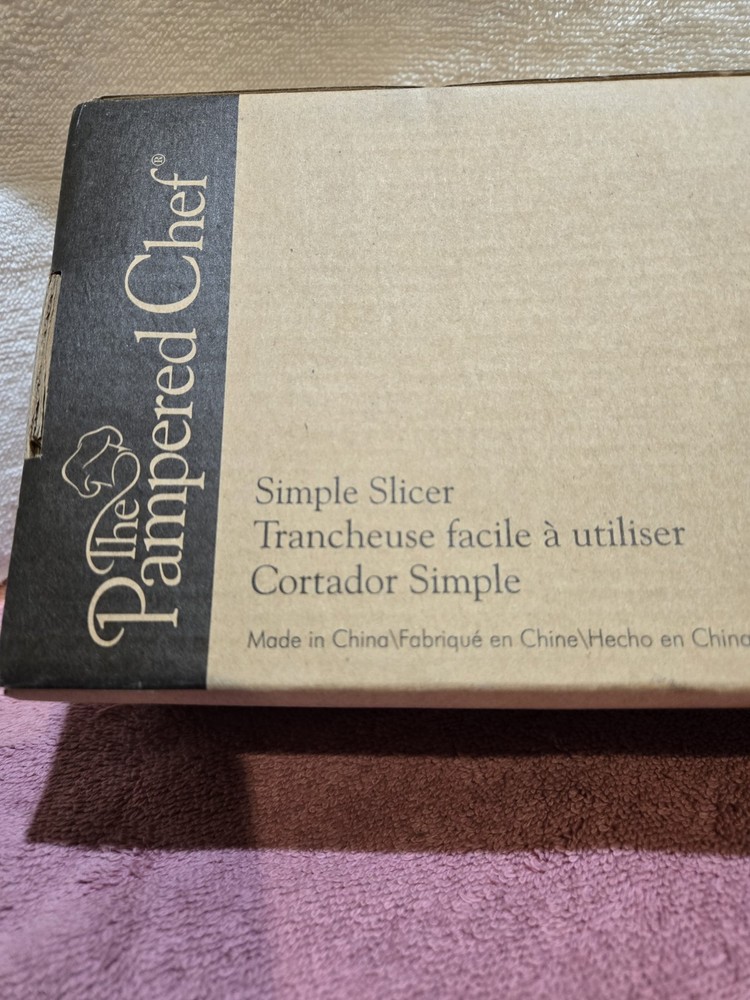 The
Pampered Chef®
Simple Slicer
Trancheuse facile à utiliser
Cortador Simple
Made in China\Fabriqué en Chine\Hecho en China